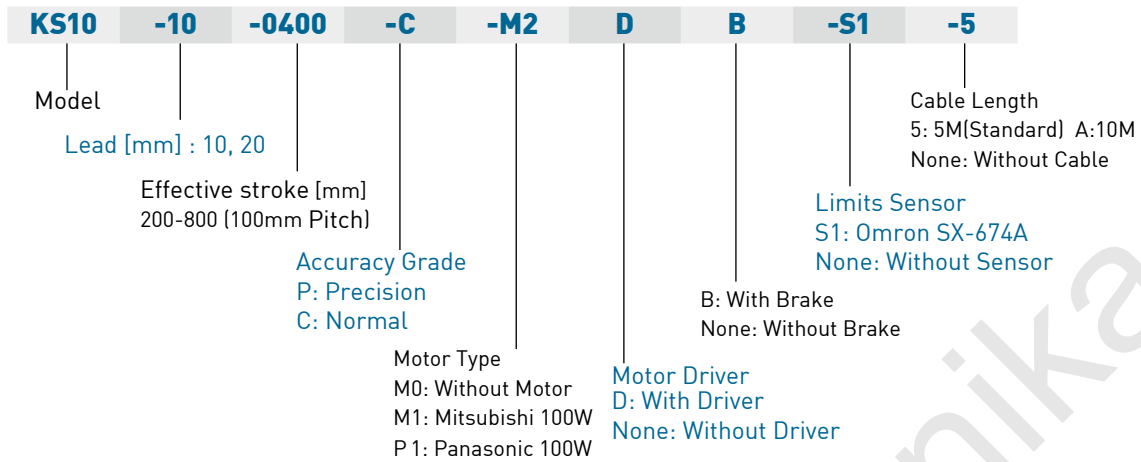 KS10 -10 -0400 -C -M2 D B -S1 -5
Model
Lead [mm] : 10, 20
Effective stroke [mm]
200-800 (100mm Pitch)
Accuracy Grade
P: Precision
C: Normal
Motor Type
M0: Without Motor
M1: Mitsubishi 100W
P1: Panasonic 100W
Motor Driver
D: With Driver
None: Without Driver
B: With Brake
None: Without Brake
Limits Sensor
S1: Omron SX-674A
None: Without Sensor
Cable Length
5: 5M(Standard) A:10M
None: Without Cable
nika